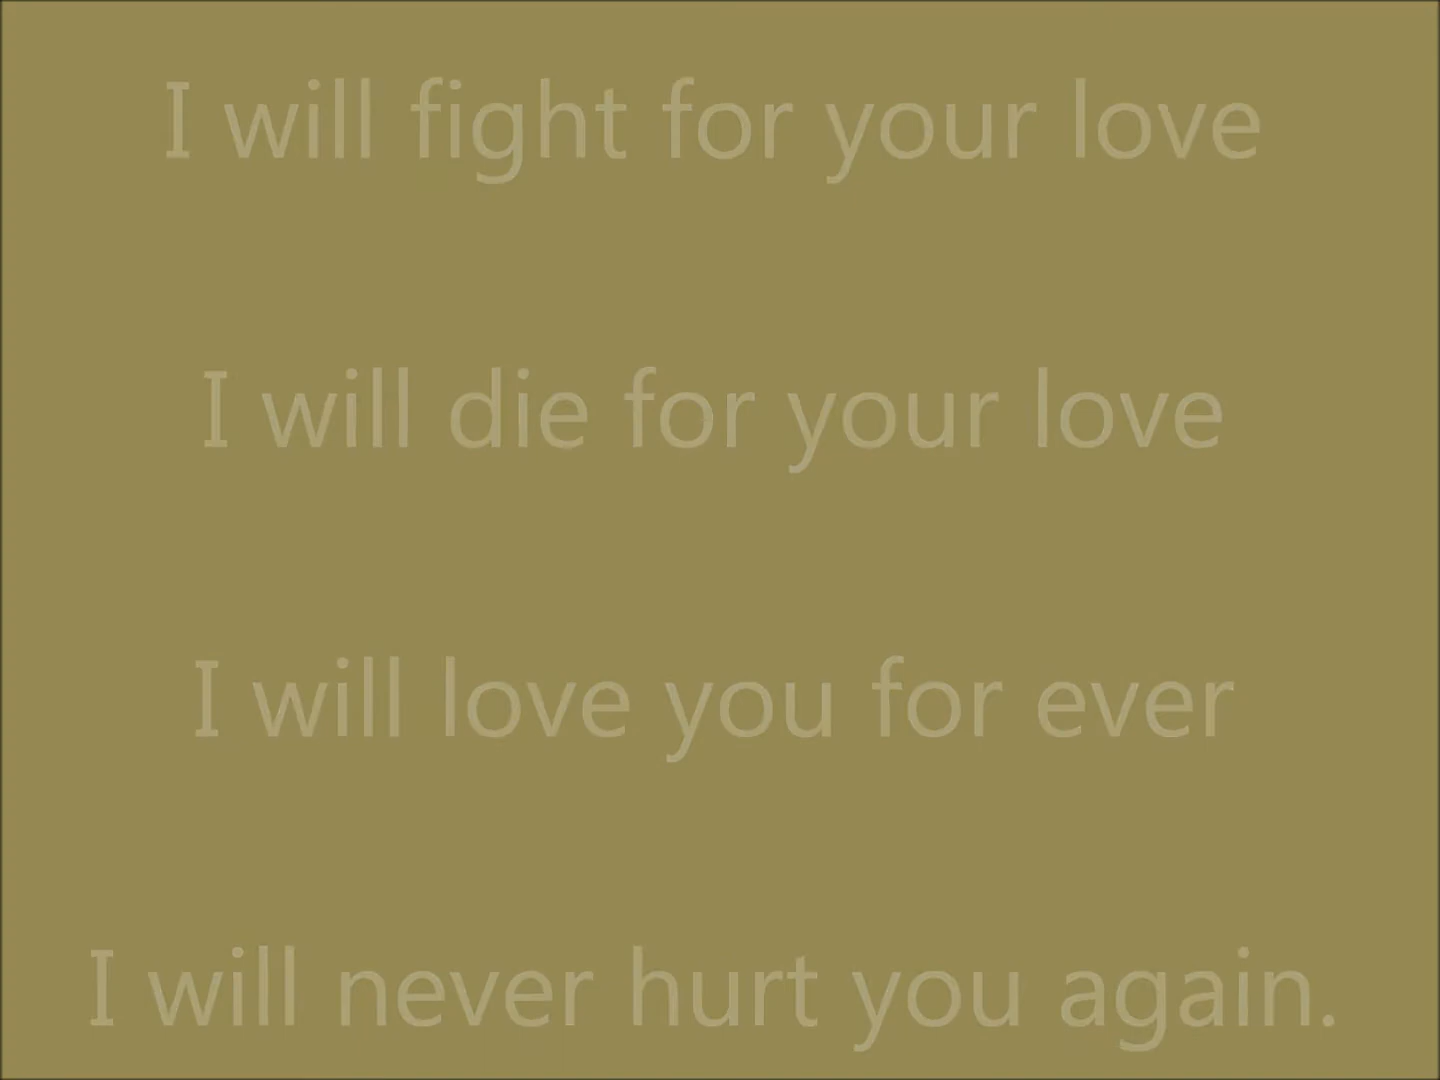 I will fight for your love
I will die for your love
I will love you for ever
I will never hurt you again.